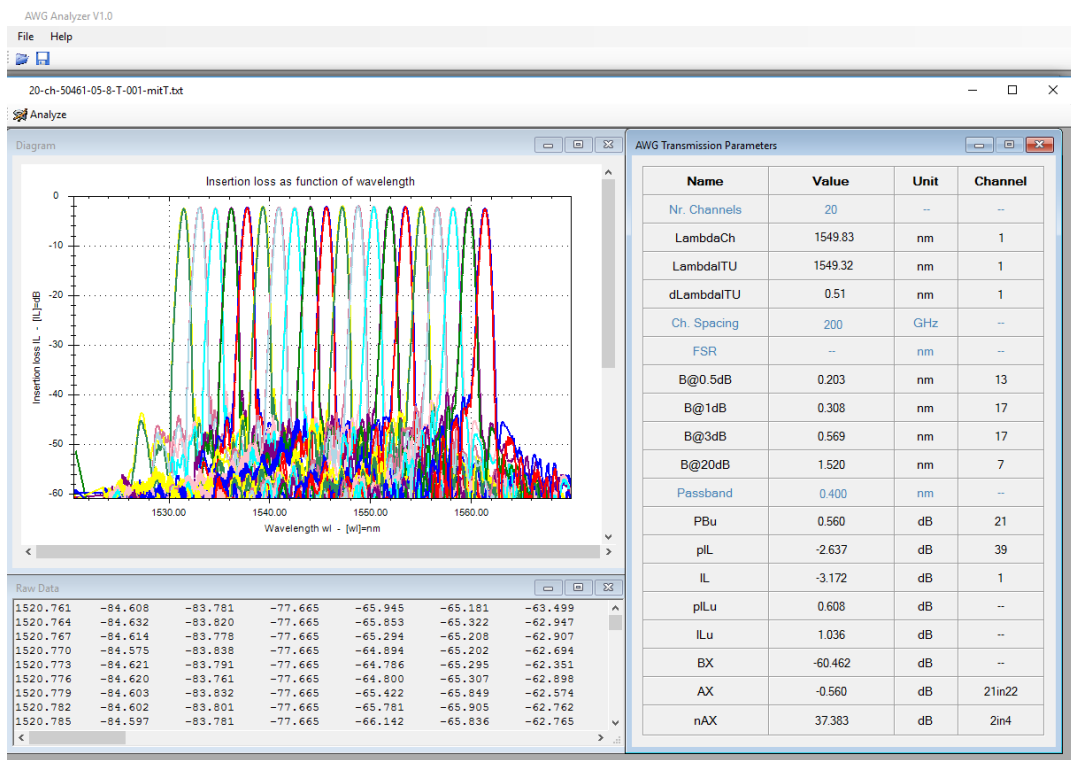 AWG Analyzer V1.0
File Help
20-ch-50461-05-8-T-001-mitT.txt
Analyze
Diagram
Insertion loss as function of wavelength
0
-10
-20
-30
-40
-50
-60
Insertion loss IL - [IL]=dB
1530.00 1540.00 1550.00 1560.00
Wavelength wl - [wl]=nm
Raw Data
1520.761 -84.608 -83.781 -77.665 -65.945 -65.181 -63.499
1520.764 -84.632 -83.820 -77.665 -65.853 -65.322 -62.947
1520.767 -84.614 -83.778 -77.665 -65.294 -65.208 -62.907
1520.770 -84.575 -83.838 -77.665 -64.894 -65.202 -62.694
1520.773 -84.621 -83.791 -77.665 -64.786 -65.295 -62.351
1520.776 -84.620 -83.761 -77.665 -64.800 -65.307 -62.898
1520.779 -84.603 -83.832 -77.665 -65.422 -65.849 -62.574
1520.782 -84.602 -83.801 -77.665 -65.781 -65.905 -62.762
1520.785 -84.597 -83.781 -77.665 -66.142 -65.836 -62.765
AWG Transmission Parameters
Name Value Unit Channel
Nr. Channels 20 -- --
LambdaCh 1549.83 nm 1
LambdaITU 1549.32 nm 1
dLambdaITU 0.51 nm 1
Ch. Spacing 200 GHz --
FSR -- nm --
B@0.5dB 0.203 nm 13
B@1dB 0.308 nm 17
B@3dB 0.569 nm 17
B@20dB 1.520 nm 7
Passband 0.400 nm --
PBu 0.560 dB 21
pIL -2.637 dB 39
IL -3.172 dB 1
pILu 0.608 dB --
ILu 1.036 dB --
BX -60.462 dB --
AX -0.560 dB 21in22
nAX 37.383 dB 2in4